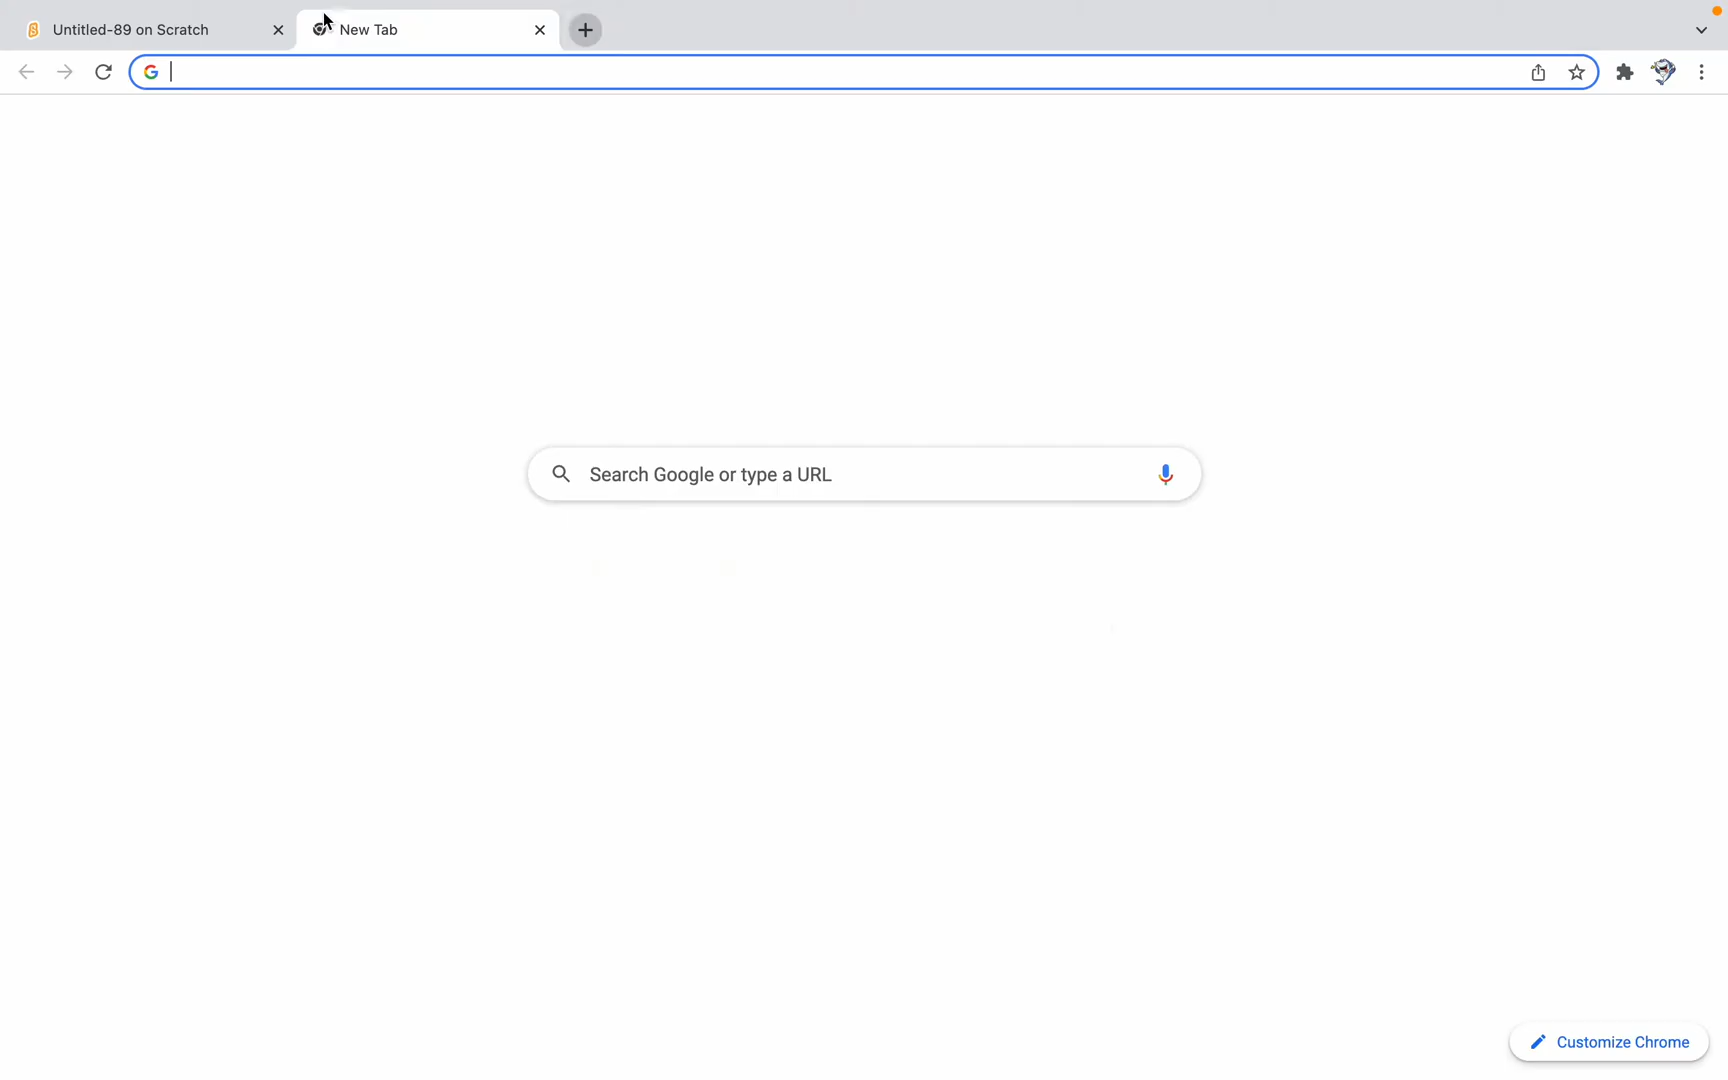 Untitled-89 on Scratch
New Tab
Search Google or type a URL
Customize Chrome